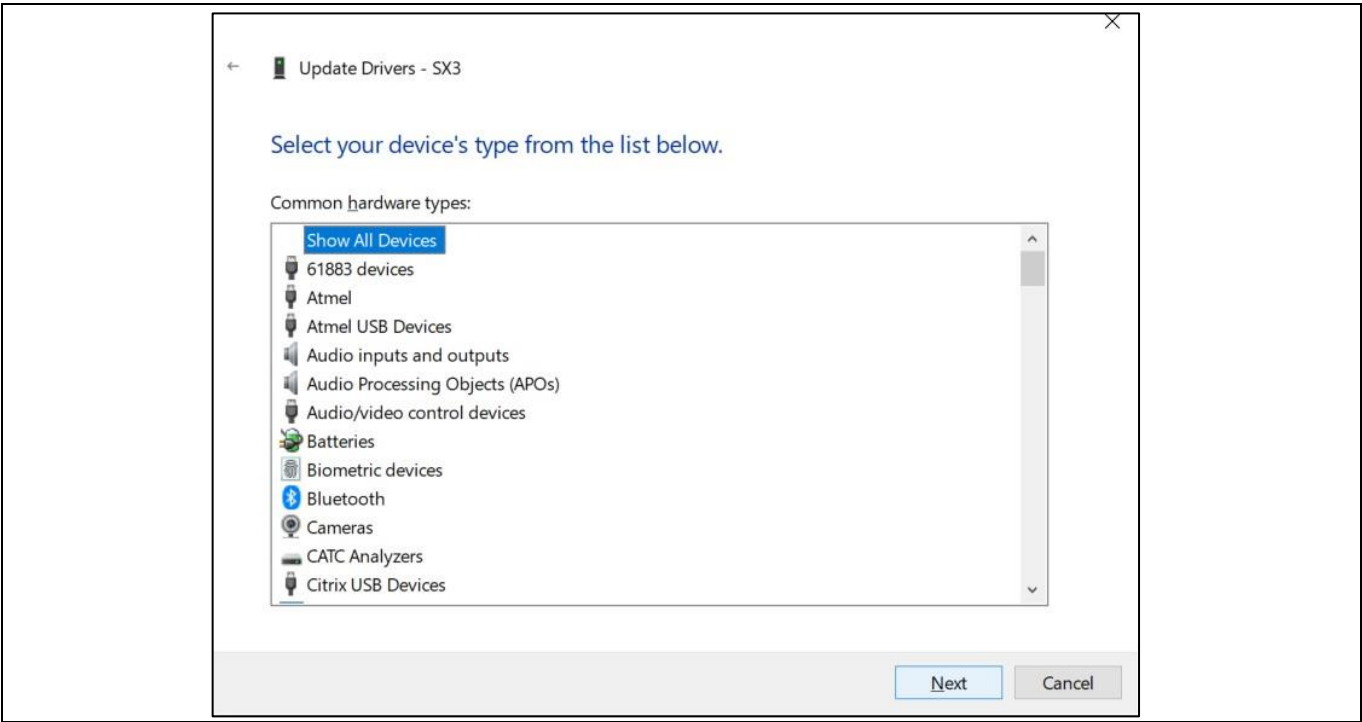 Update Drivers - SX3
Select your device's type from the list below.
Common hardware types:
Show All Devices
61883 devices
Atmel
Atmel USB Devices
Audio inputs and outputs
Audio Processing Objects (APOs)
Audio/video control devices
Batteries
Biometric devices
Bluetooth
Cameras
CATC Analyzers
Citrix USB Devices
Next Cancel